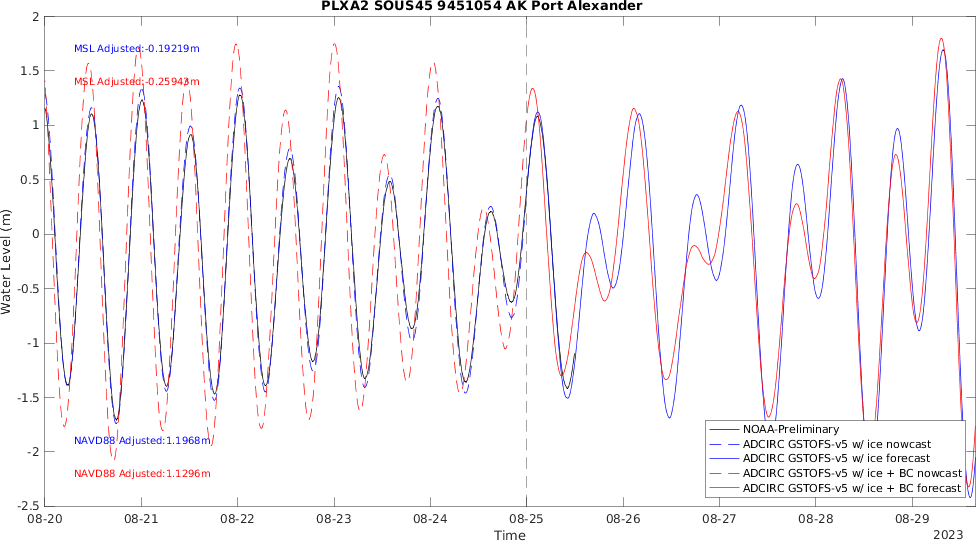 PLXA2 SOUS45 9451054 AK Port Alexander
2
1.5
1
0.5
0
-0.5
-1
-1.5
-2
-2.5
Water Level (m)
MSL Adjusted:-0.19219m
MSL Adjusted:-0.25943m
NAVD88 Adjusted:1.1968m
NAVD88 Adjusted:1.1296m
NOAA-Preliminary
ADCIRC GSTOFS-v5 w/ ice nowcast
ADCIRC GSTOFS-v5 w/ ice forecast
ADCIRC GSTOFS-v5 w/ ice + BC nowcast
ADCIRC GSTOFS-v5 w/ ice + BC forecast
08-20 08-21 08-22 08-23 08-24 08-25 08-26 08-27 08-28 08-29
Time
2023